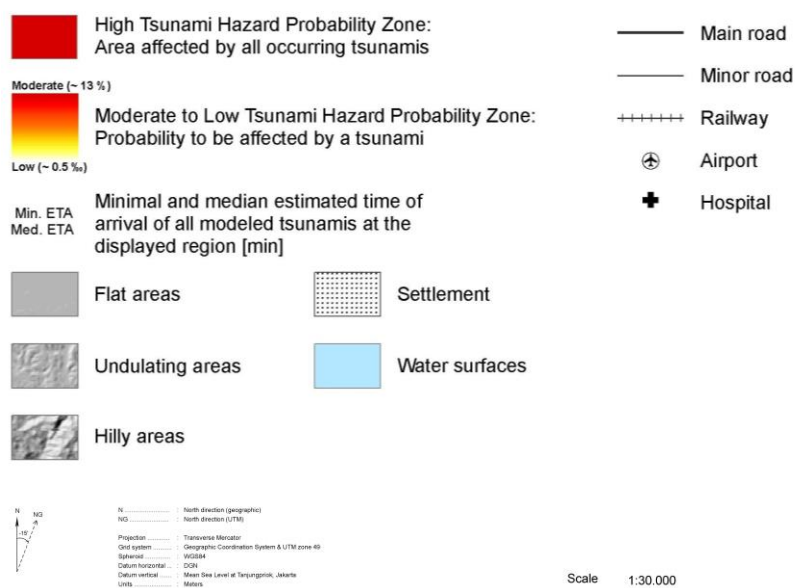 High Tsunami Hazard Probability Zone:
Area affected by all occurring tsunamis
Moderate (~ 13 %)
Moderate to Low Tsunami Hazard Probability Zone:
Probability to be affected by a tsunami
Low (~ 0.5 ‰)
Min. ETA
Med. ETA
Minimal and median estimated time of
arrival of all modeled tsunamis at the
displayed region [min]
Flat areas
Undulating areas
Hilly areas
Settlement
Water surfaces
Main road
Minor road
Railway
Airport
Hospital
N
NG
-15'
N .................... : North direction (geographic)
NG .................. : North direction (UTM)
Projection .......... : Transverse Mercator
Grid system ........ : Geographic Coordination System & UTM zone 49
Spheroid ............ : WGS84
Datum horizontal ... : DGN
Datum vertical ...... : Mean Sea Level at Tanjungpriok, Jakarta
Units ................. : Meters
Scale 1:30.000